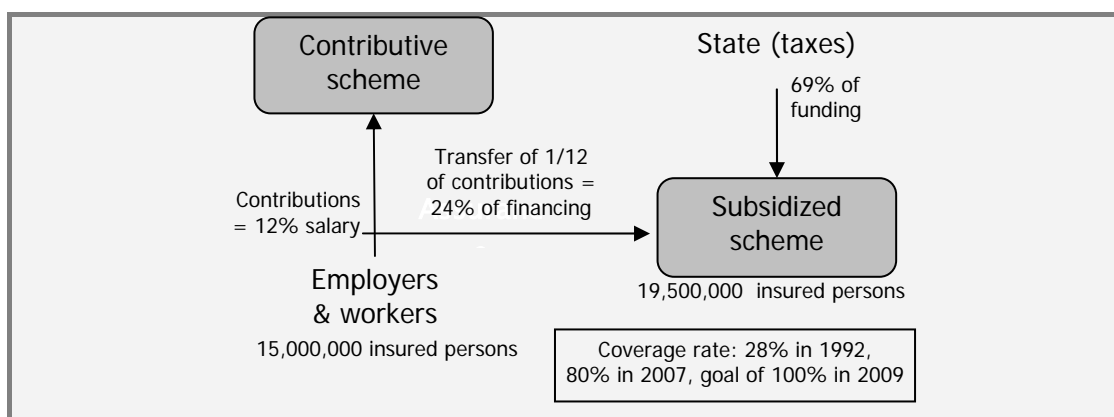 Contributive
scheme
State (taxes)
69% of
funding
Transfer of 1/12
of contributions =
24% of financing
Contributions
= 12% salary
Subsidized
scheme
Employers
& workers
15,000,000 insured persons
19,500,000 insured persons
Coverage rate: 28% in 1992,
80% in 2007, goal of 100% in 2009